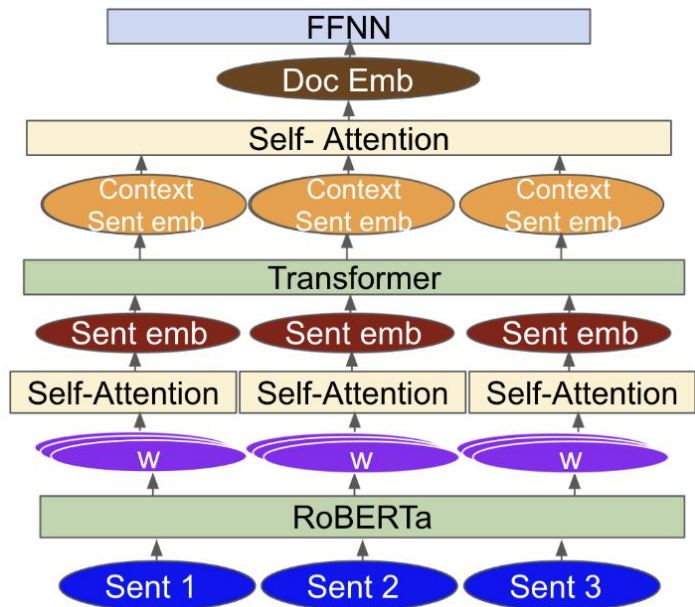 FFNN
Doc Emb
Self- Attention
Context Context Context
Sent emb Sent emb Sent emb
Transformer
Sent emb Sent emb Sent emb
Self-Attention Self-Attention Self-Attention
w w w
RoBERTa
Sent 1 Sent 2 Sent 3